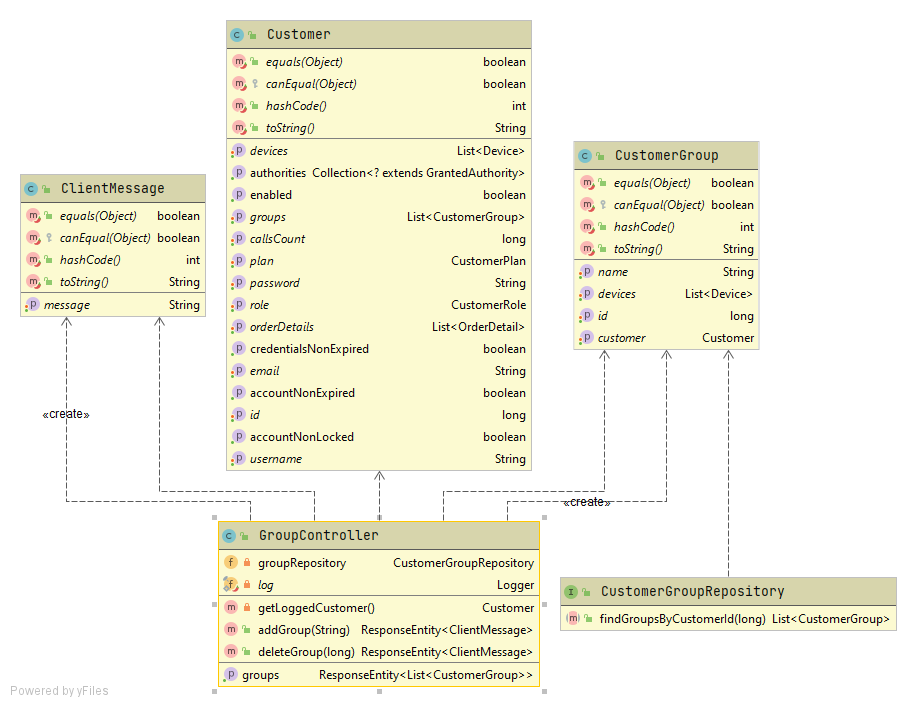 Customer
equals(Object) boolean
canEqual(Object) boolean
hashCode() int
toString() String
devices List<Device>
authorities Collection<? extends GrantedAuthority>
enabled boolean
groups List<CustomerGroup>
callsCount long
plan CustomerPlan
password String
role CustomerRole
orderDetails List<OrderDetail>
credentialsNonExpired boolean
email String
accountNonExpired boolean
id long
accountNonLocked boolean
username String
ClientMessage
equals(Object) boolean
canEqual(Object) boolean
hashCode() int
toString() String
message String
CustomerGroup
equals(Object) boolean
canEqual(Object) boolean
hashCode() int
toString() String
name String
devices List<Device>
id long
customer Customer
«create»
«create»
GroupController
groupRepository CustomerGroupRepository
log Logger
getLoggedCustomer() Customer
addGroup(String) ResponseEntity<ClientMessage>
deleteGroup(long) ResponseEntity<ClientMessage>
groups ResponseEntity<List<CustomerGroup>>
CustomerGroupRepository
findGroupsByCustomerId(long) List<CustomerGroup>
Powered by yFiles